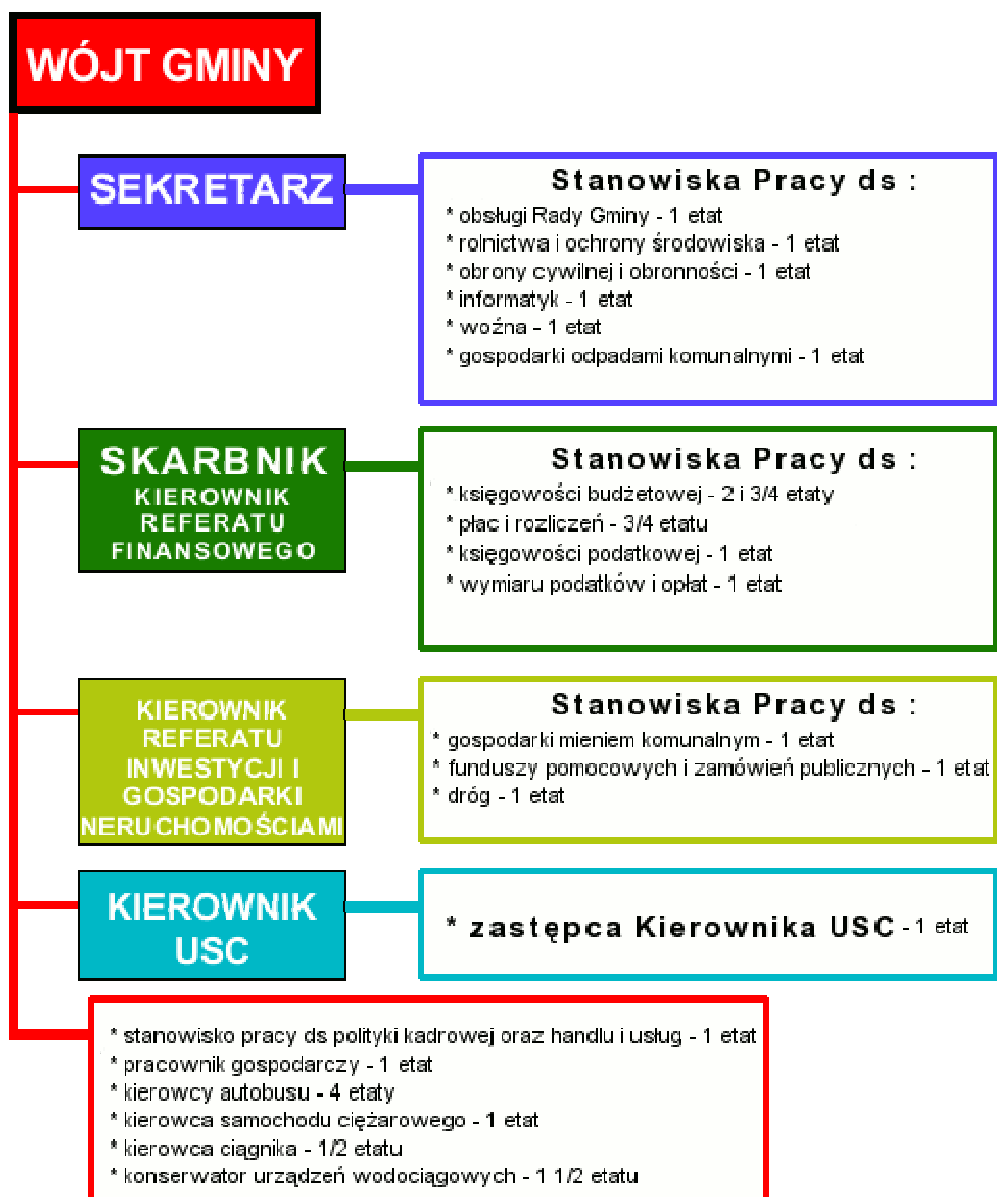 WÓJT GMINY
SEKRETARZ
Stanowiska Pracy ds :
* obsługi Rady Gminy - 1 etat
* rolnictwa i ochrony środowiska - 1 etat
* obrony cywilnej i obronności - 1 etat
* informatyk - 1 etat
* woźna - 1 etat
* gospodarki odpadami komunalnymi - 1 etat
SKARBNIK
KIEROWNIK
REFERATU
FINANSOWEGO
Stanowiska Pracy ds :
* księgowości budżetowej - 2 i 3/4 etaty
* płac i rozliczeń - 3/4 etatu
* księgowości podatkowej - 1 etat
* wymiaru podatków i opłat - 1 etat
KIEROWNIK
REFERATU
INWESTYCJI I
GOSPODARKI
NERUCHOMOŚCIAMI
Stanowiska Pracy ds :
* gospodarki mieniem komunalnym - 1 etat
* funduszy pomocowych i zamówień publicznych - 1 etat
* dróg - 1 etat
KIEROWNIK
USC
* zastępca Kierownika USC - 1 etat
* stanowisko pracy ds polityki kadrowej oraz handlu i usług - 1 etat
* pracownik gospodarczy - 1 etat
* kierowcy autobusu - 4 etaty
* kierowca samochodu ciężarowego - 1 etat
* kierowca ciągnika - 1/2 etatu
* konserwator urządzeń wodociągowych - 1 1/2 etatu